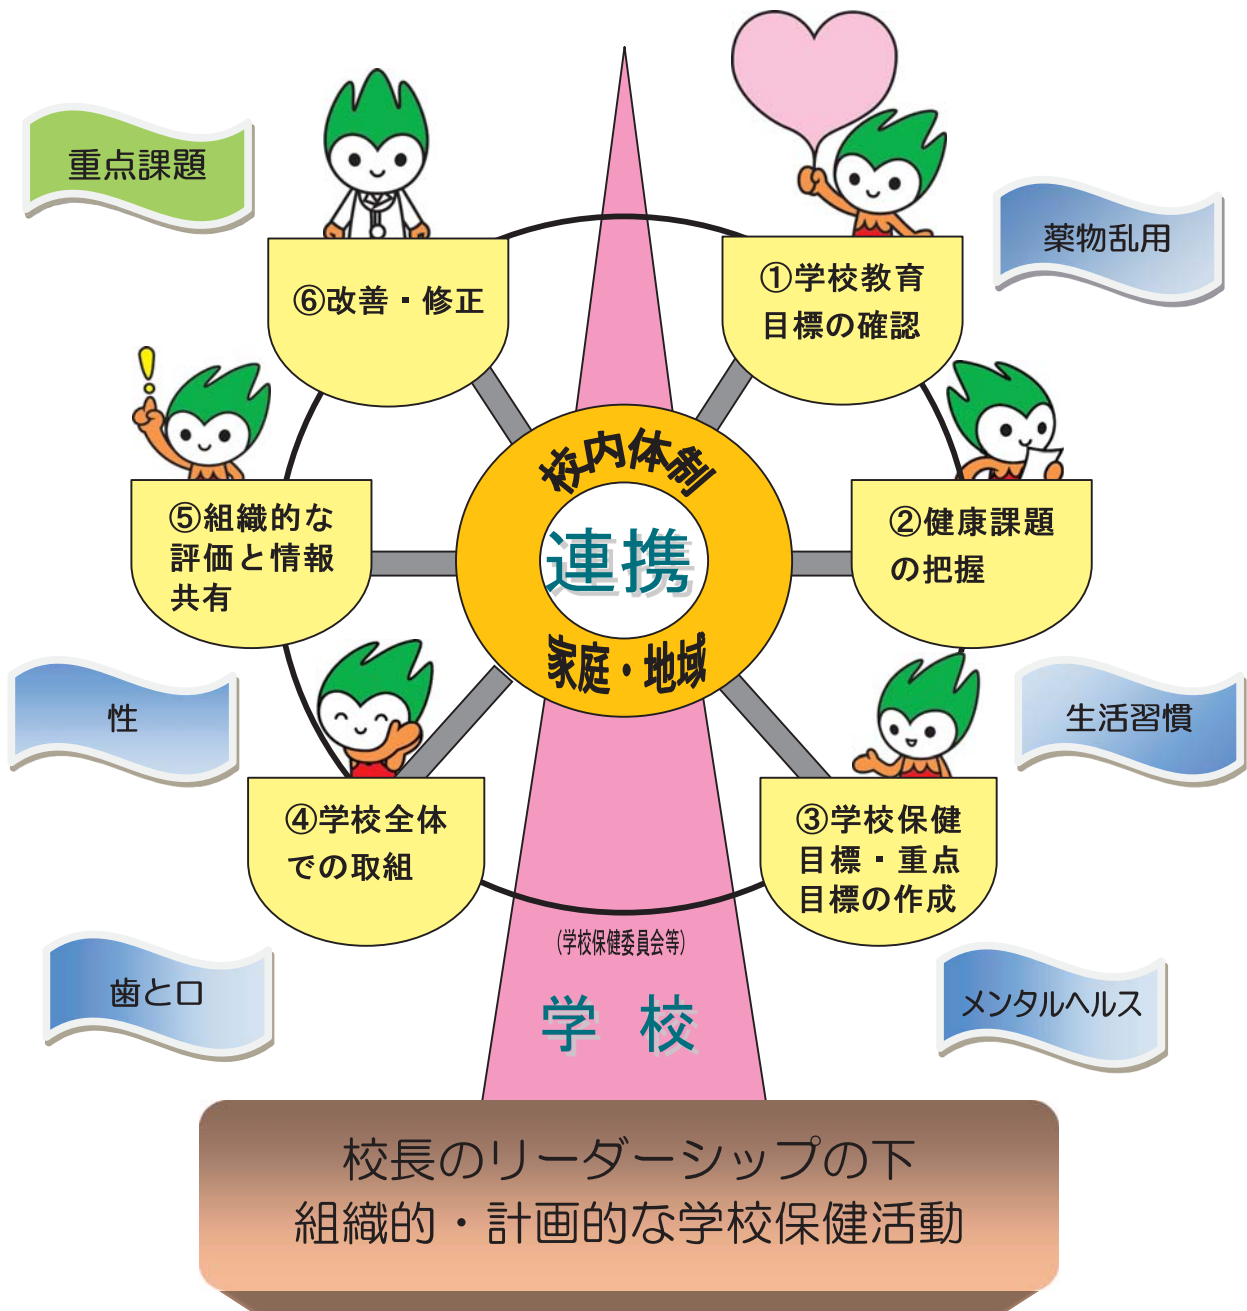 重点課題
薬物乱用
⑥改善・修正
①学校教育
目標の確認
校内体制
連携
家庭・地域
⑤組織的な
評価と情報
共有
②健康課題
の把握
性
生活習慣
④学校全体
での取組
③学校保健
目標・重点
目標の作成
(学校保健委員会等)
学校
歯と口
メンタルヘルス
校長のリーダーシップの下
組織的・計画的な学校保健活動